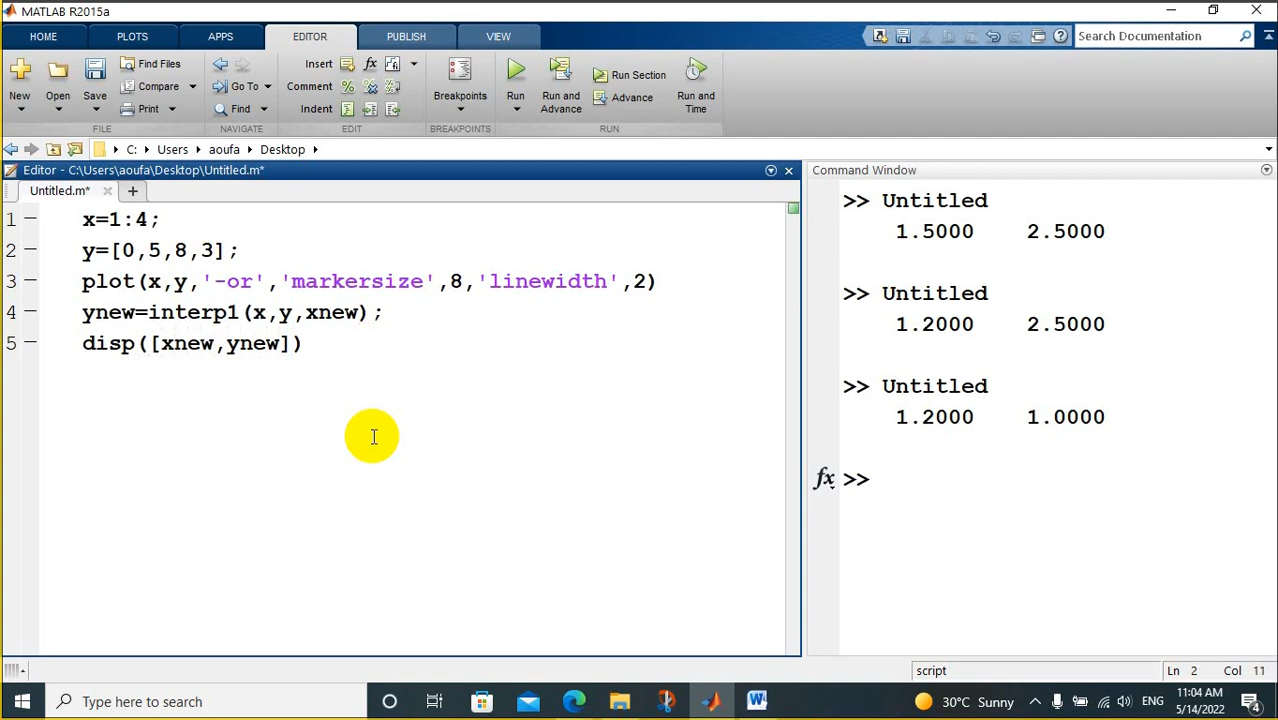 MATLAB R2015a
HOME PLOTS APPS EDITOR PUBLISH VIEW Search Documentation
New Open Save Find Files Compare Print Go To Find Insert Comment Indent fx Breakpoints Run Run and Advance Run Section Advance Run and Time
FILE NAVIGATE EDIT BREAKPOINTS RUN
C: Users aoufa Desktop
Editor - C:\Users\aoufa\Desktop\Untitled.m*
Untitled.m*
1 x=1:4;
2 y=[0,5,8,3];
3 plot(x,y,'-or','markersize',8,'linewidth',2)
4 ynew=interp1(x,y,xnew);
5 disp([xnew,ynew])
Command Window
>> Untitled
1.5000 2.5000
>> Untitled
1.2000 2.5000
>> Untitled
1.2000 1.0000
fx >>
script Ln 2 Col 11
Type here to search
30°C Sunny ENG 11:04 AM
5/14/2022 4